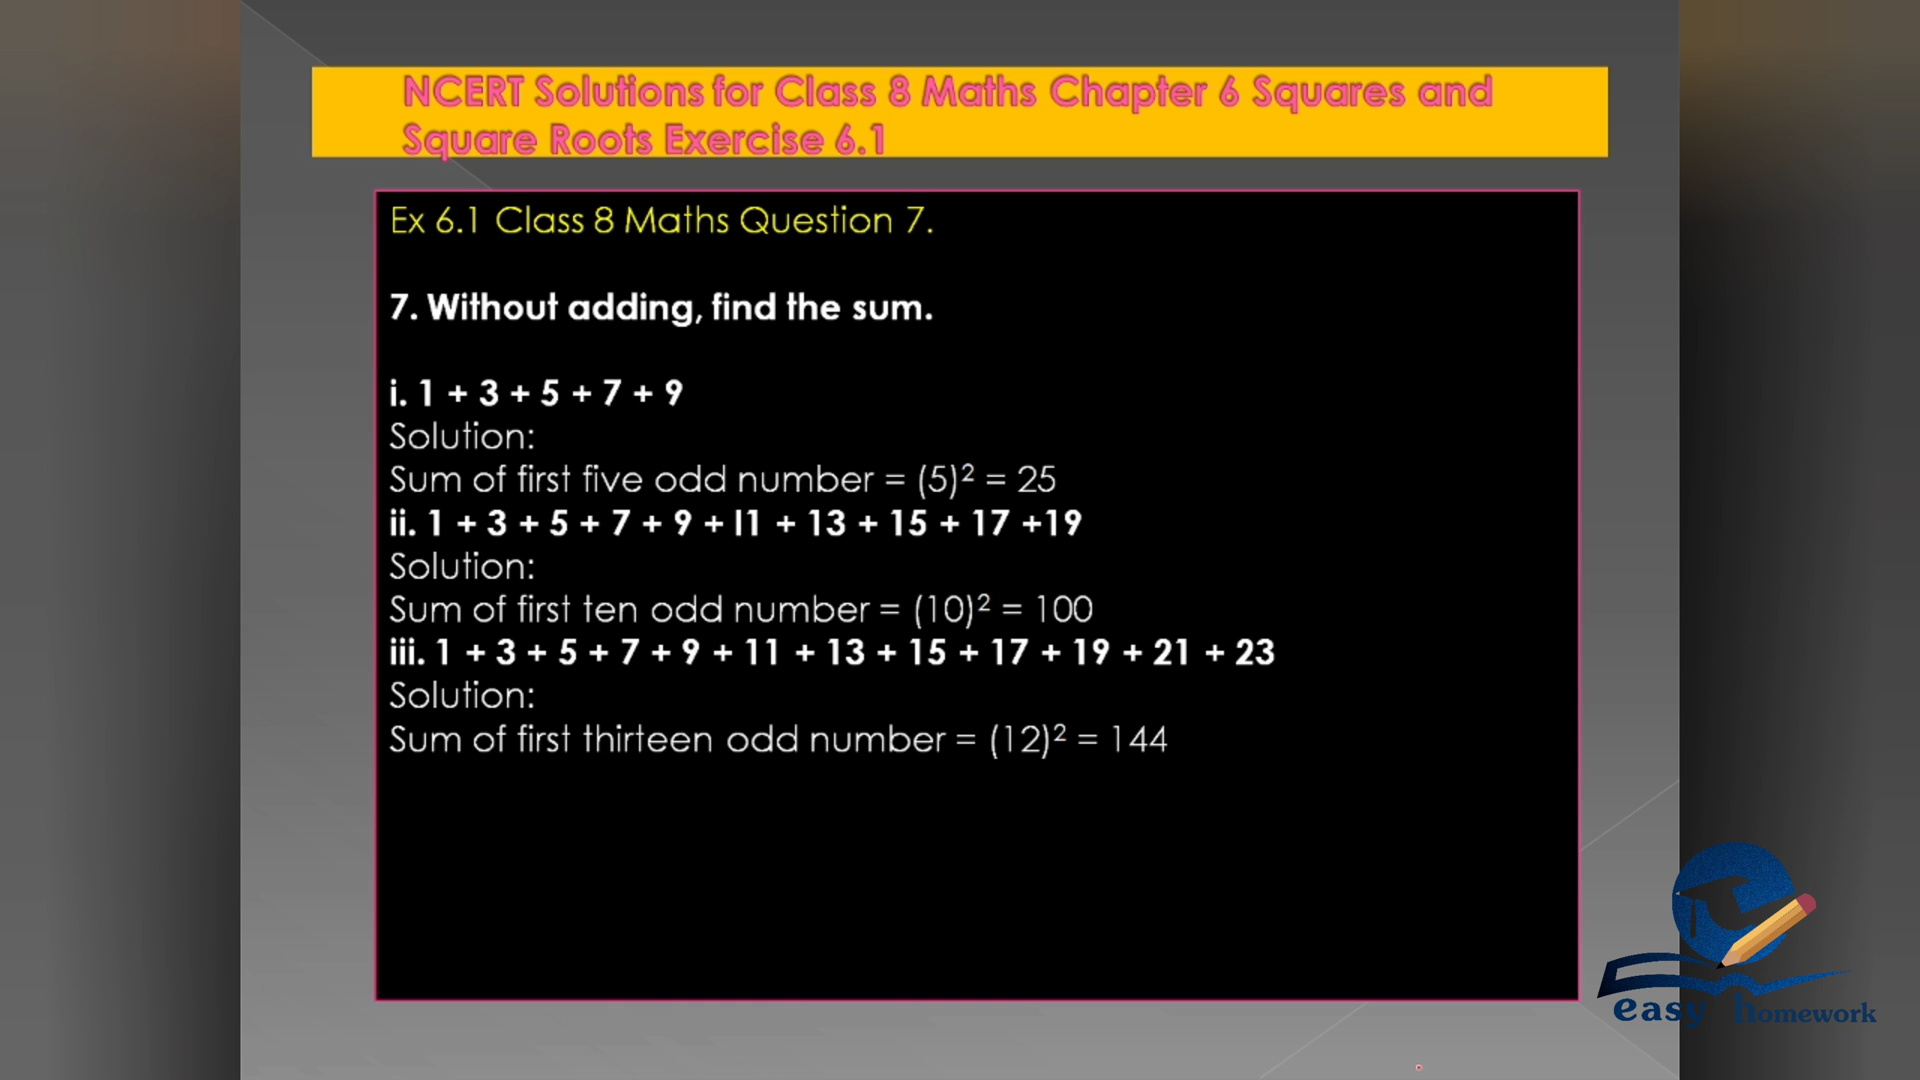 NCERT Solutions for Class 8 Maths Chapter 6 Squares and
Square Roots Exercise 6.1
Ex 6.1 Class 8 Maths Question 7.
7. Without adding, find the sum.
i. 1 + 3 + 5 + 7 + 9
Solution:
Sum of first five odd number = (5)² = 25
ii. 1 + 3 + 5 + 7 + 9 + I1 + 13 + 15 + 17 +19
Solution:
Sum of first ten odd number = (10)² = 100
iii. 1 + 3 + 5 + 7 + 9 + 11 + 13 + 15 + 17 + 19 + 21 + 23
Solution:
Sum of first thirteen odd number = (12)² = 144
easy homework